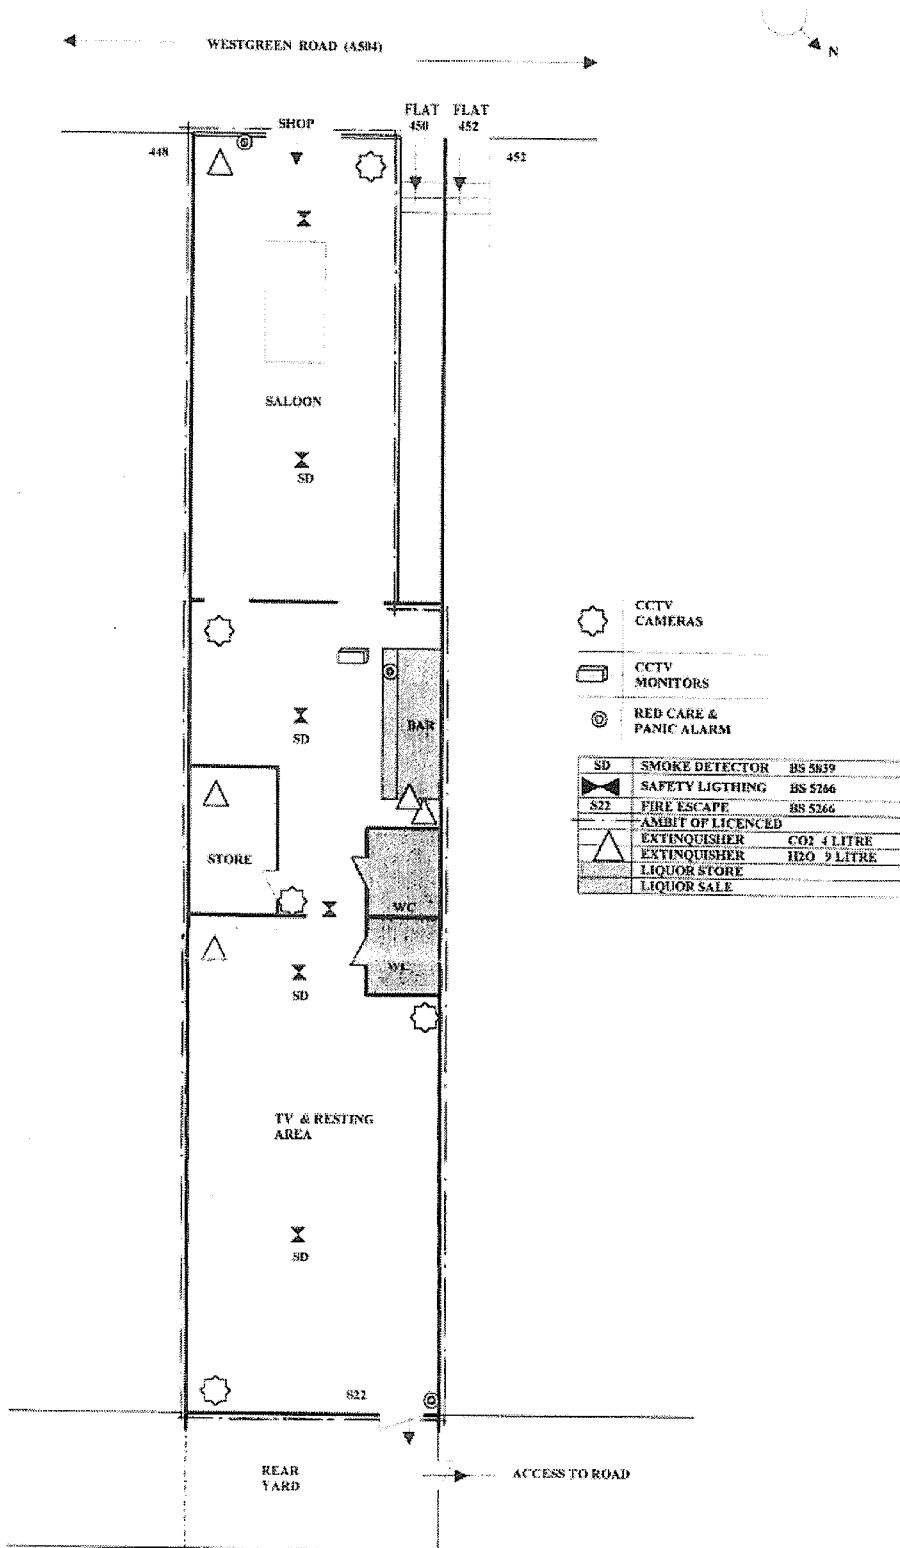 WESTGREEN ROAD (A504)
N
SHOP
FLAT
450
FLAT
452
448
452
SALOON
SD
CCTV
CAMERAS
CCTV
MONITORS
RED CARE &
PANIC ALARM
BAR
SD
SD SMOKE DETECTOR BS 5839
SAFETY LIGTHING BS 5266
S22 FIRE ESCAPE BS 5266
AMBIT OF LICENCED
EXTINQUISHER CO2 4 LITRE
EXTINQUISHER H2O 9 LITRE
LIQUOR STORE
LIQUOR SALE
STORE
WC
WC
SD
TV & RESTING
AREA
SD
S22
REAR
YARD
ACCESS TO ROAD